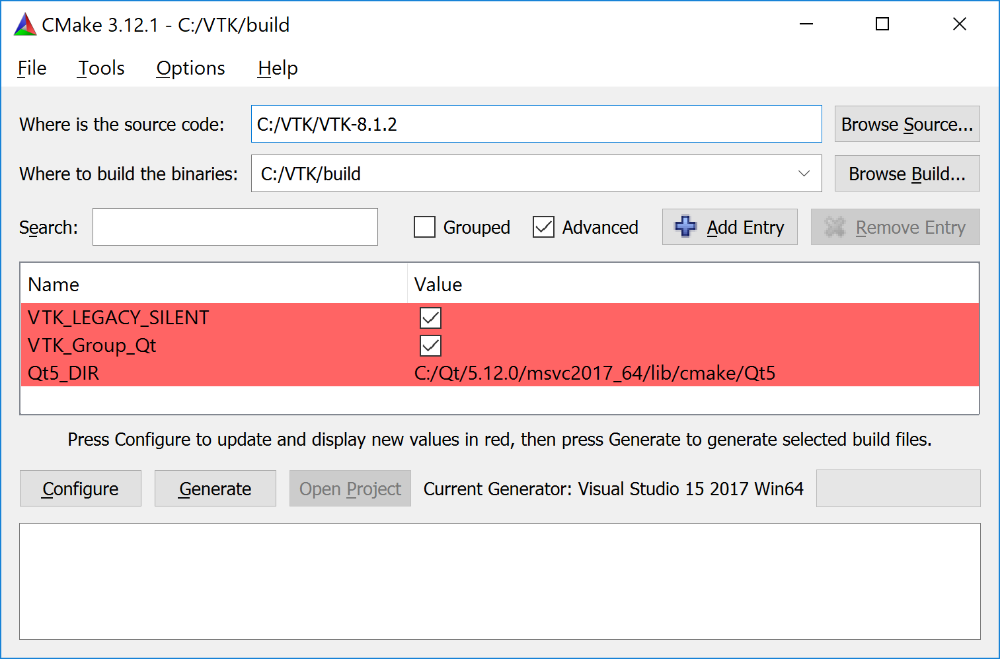 CMake 3.12.1 - C:/VTK/build
File Tools Options Help
Where is the source code: C:/VTK/VTK-8.1.2 Browse Source...
Where to build the binaries: C:/VTK/build Browse Build...
Search: Grouped Advanced Add Entry Remove Entry
Name Value
VTK_LEGACY_SILENT
VTK_Group_Qt
Qt5_DIR C:/Qt/5.12.0/msvc2017_64/lib/cmake/Qt5
Press Configure to update and display new values in red, then press Generate to generate selected build files.
Configure Generate Open Project Current Generator: Visual Studio 15 2017 Win64